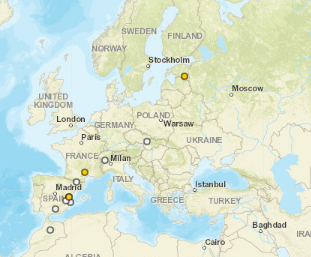 SWEDEN
FINLAND
NORWAY
Stockholm
Moscow
UNITED
KINGDOM
London
POLAND
Warsaw
GERMANY
Paris
UKRAINE
FRANCE
Milan
ITALY
Madrid
SPAIN
Istanbul
GREECE
TURKEY
Baghdad
Cairo
ALGERIA